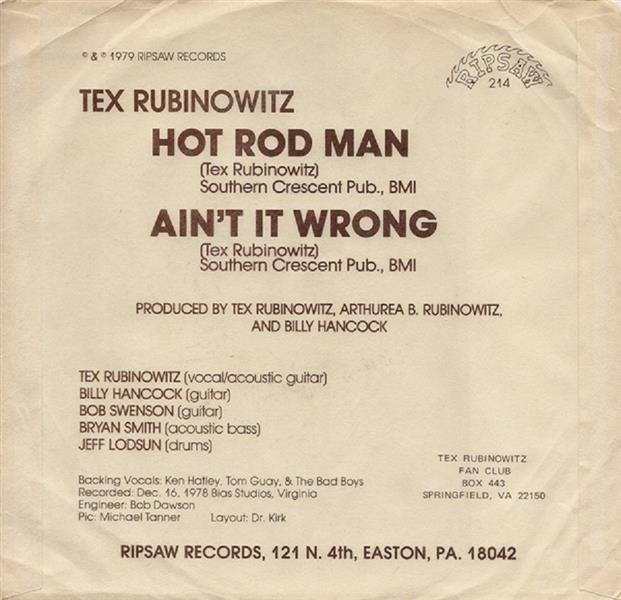 © & ℗ 1979 RIPSAW RECORDS
RIPSAW
214
TEX RUBINOWITZ
HOT ROD MAN
(Tex Rubinowitz)
Southern Crescent Pub., BMI
AIN'T IT WRONG
(Tex Rubinowitz)
Southern Crescent Pub., BMI
PRODUCED BY TEX RUBINOWITZ, ARTHUREA B. RUBINOWITZ,
AND BILLY HANCOCK
TEX RUBINOWITZ (vocal/acoustic guitar)
BILLY HANCOCK (guitar)
BOB SWENSON (guitar)
BRYAN SMITH (acoustic bass)
JEFF LODSUN (drums)
TEX RUBINOWITZ
FAN CLUB
BOX 443
SPRINGFIELD, VA 22150
Backing Vocals: Ken Hatley, Tom Guay, & The Bad Boys
Recorded: Dec. 16, 1978 Bias Studios, Virginia
Engineer: Bob Dawson
Pic: Michael Tanner Layout: Dr. Kirk
RIPSAW RECORDS, 121 N. 4th, EASTON, PA. 18042